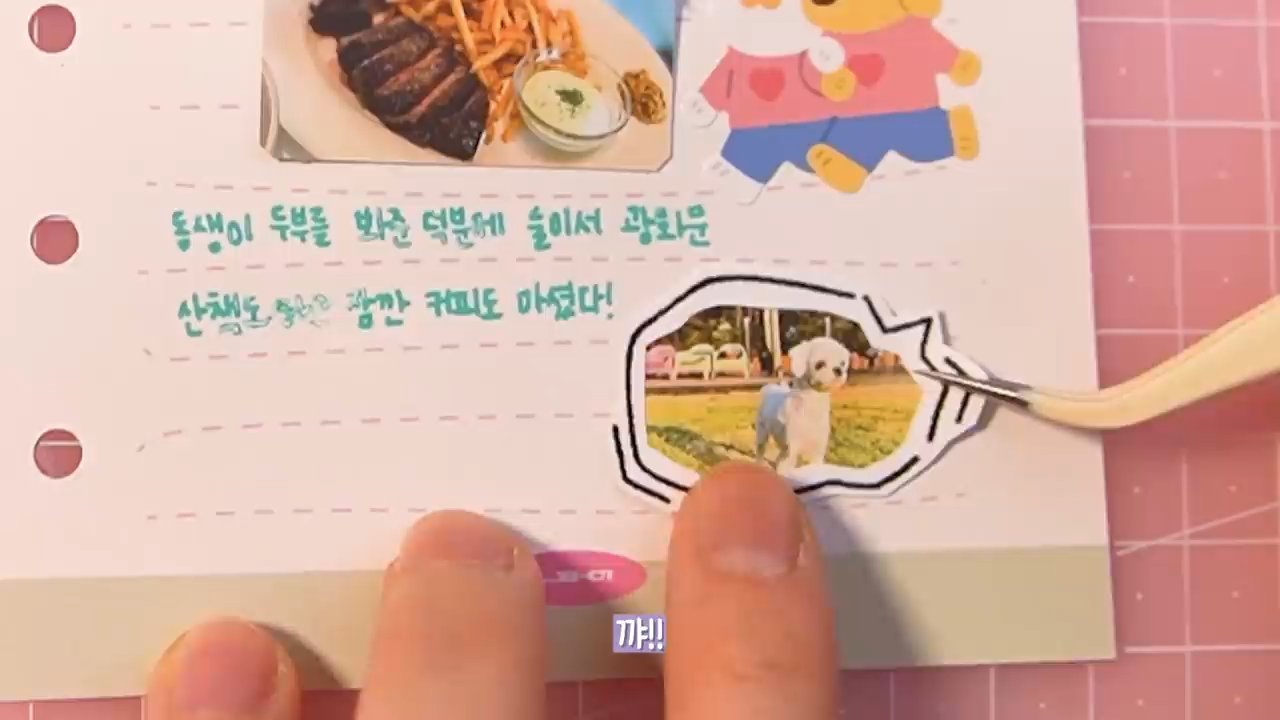 동생이 두부를 봐준 덕분에 둘이서 광화문
산책도 잠깐 커피도 마셨다!
꺄!!